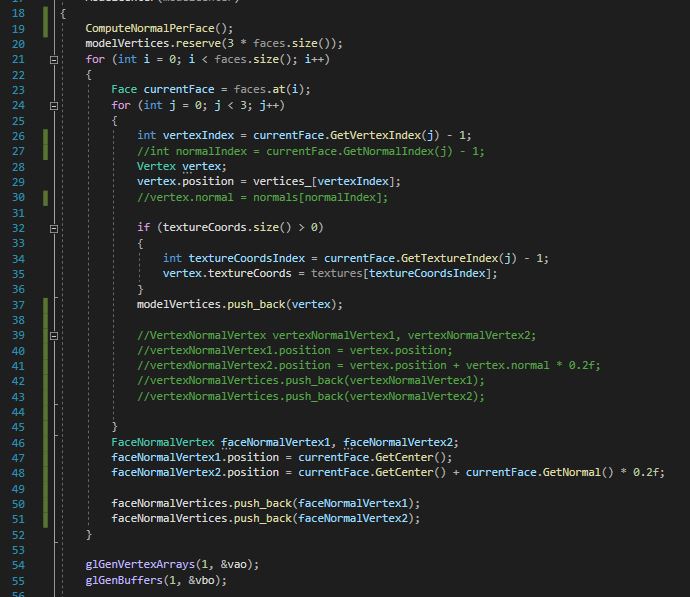 18 {
19 ComputeNormalPerFace();
20 modelVertices.reserve(3 * faces.size());
21 for (int i = 0; i < faces.size(); i++)
22 {
23 Face currentFace = faces.at(i);
24 for (int j = 0; j < 3; j++)
25 {
26 int vertexIndex = currentFace.GetVertexIndex(j) - 1;
27 //int normalIndex = currentFace.GetNormalIndex(j) - 1;
28 Vertex vertex;
29 vertex.position = vertices_[vertexIndex];
30 //vertex.normal = normals[normalIndex];
31
32 if (textureCoords.size() > 0)
33 {
34 int textureCoordsIndex = currentFace.GetTextureIndex(j) - 1;
35 vertex.textureCoords = textures[textureCoordsIndex];
36 }
37 modelVertices.push_back(vertex);
38
39 //VertexNormalVertex vertexNormalVertex1, vertexNormalVertex2;
40 //vertexNormalVertex1.position = vertex.position;
41 //vertexNormalVertex2.position = vertex.position + vertex.normal * 0.2f;
42 //vertexNormalVertices.push_back(vertexNormalVertex1);
43 //vertexNormalVertices.push_back(vertexNormalVertex2);
44
45 }
46 FaceNormalVertex faceNormalVertex1, faceNormalVertex2;
47 faceNormalVertex1.position = currentFace.GetCenter();
48 faceNormalVertex2.position = currentFace.GetCenter() + currentFace.GetNormal() * 0.2f;
49
50 faceNormalVertices.push_back(faceNormalVertex1);
51 faceNormalVertices.push_back(faceNormalVertex2);
52 }
53
54 glGenVertexArrays(1, &vao);
55 glGenBuffers(1, &vbo);
56